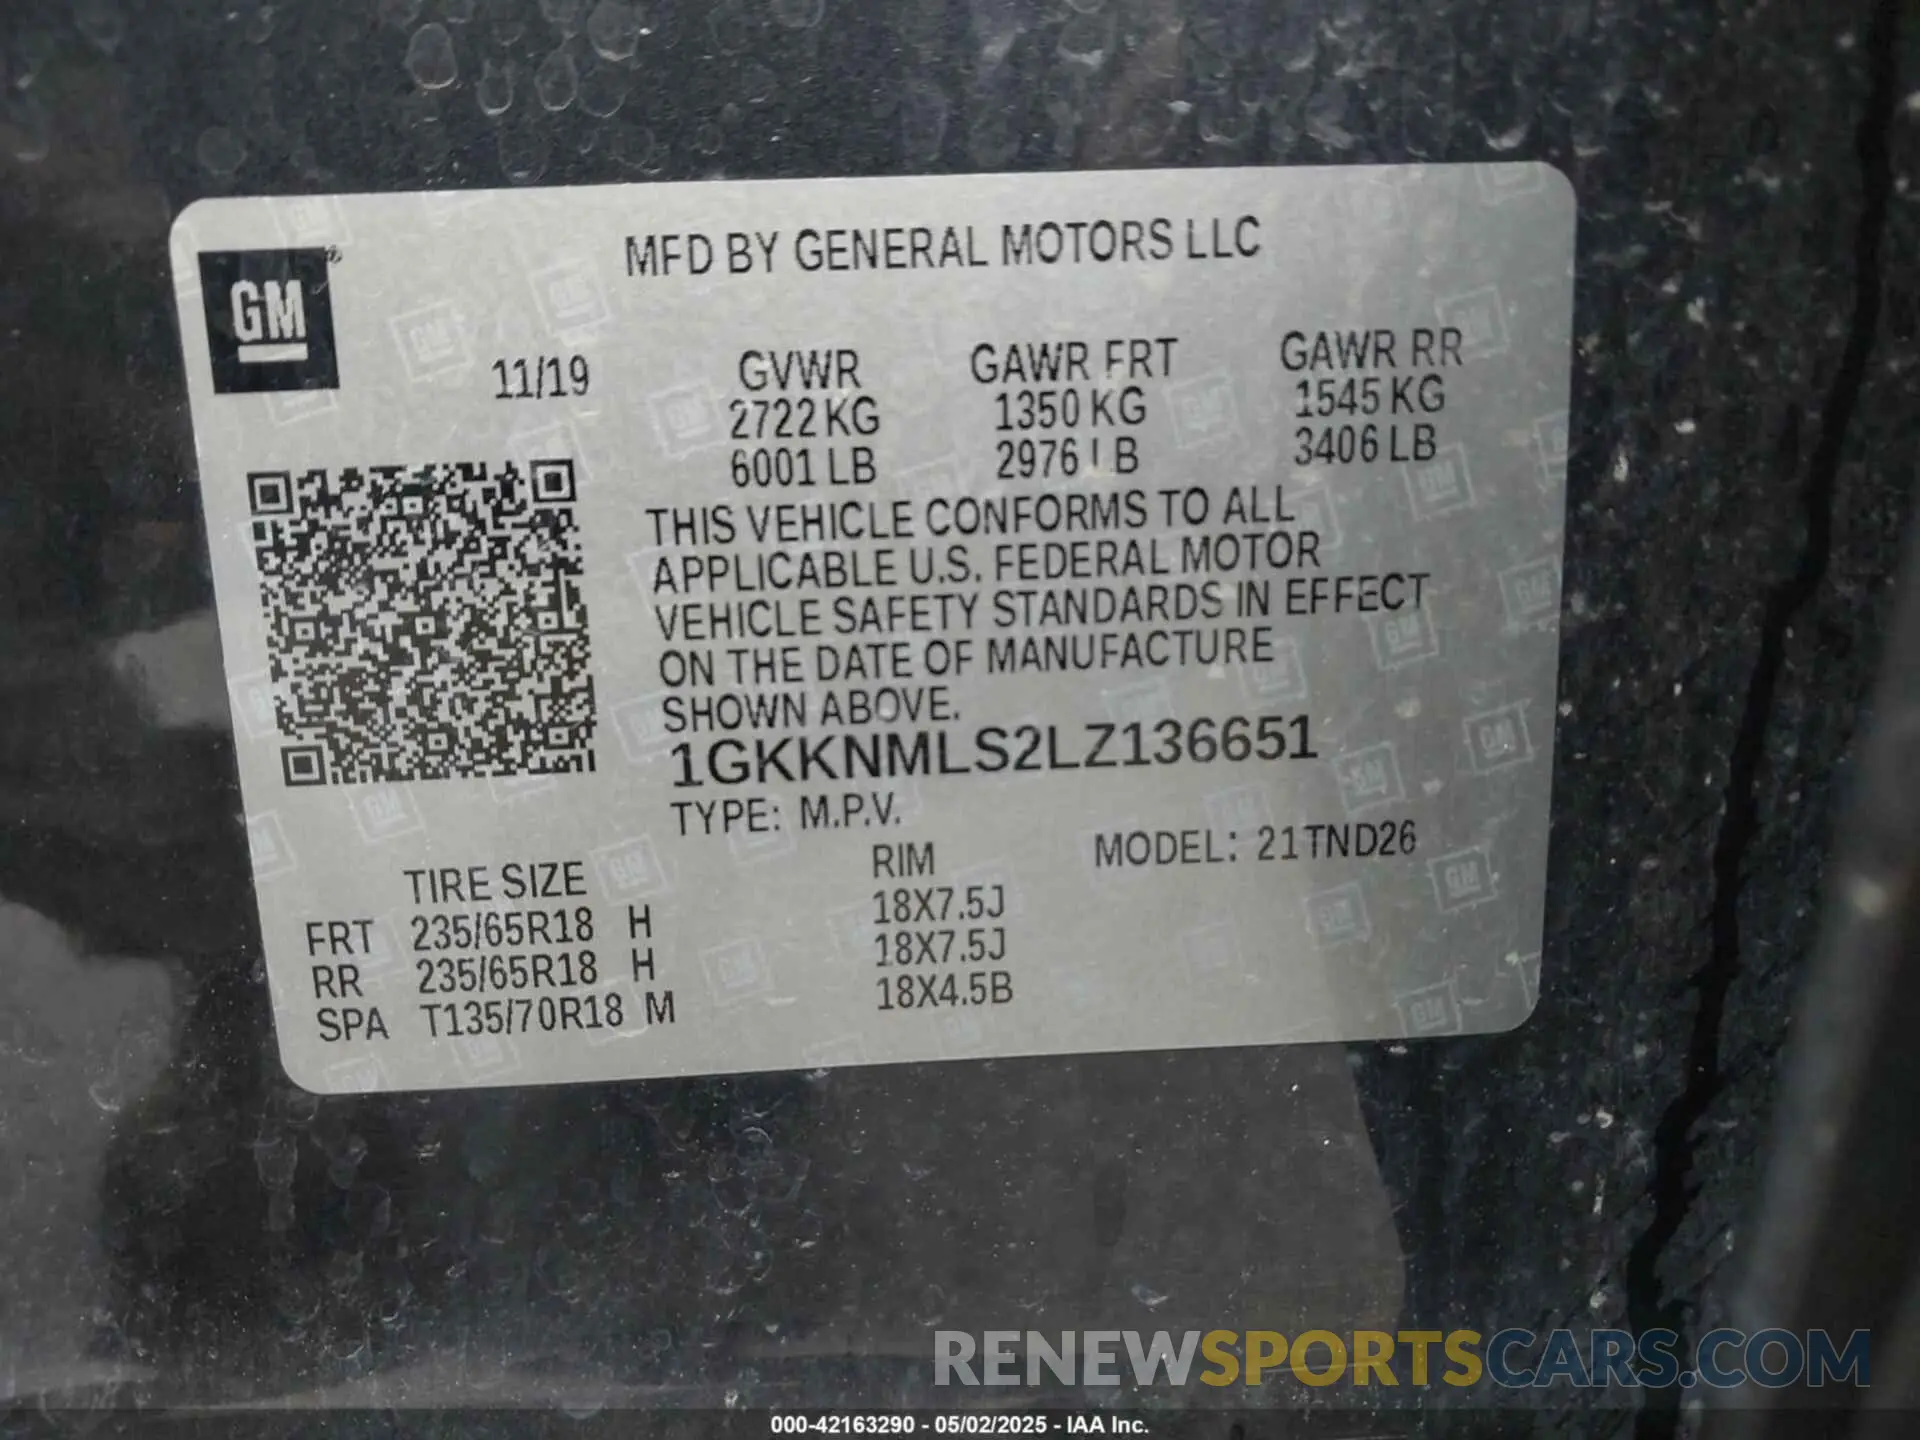 MFD BY GENERAL MOTORS LLC
GM®
11/19 GVWR GAWR FRT GAWR RR
2722 KG 1350 KG 1545 KG
6001 LB 2976 LB 3406 LB
THIS VEHICLE CONFORMS TO ALL
APPLICABLE U.S. FEDERAL MOTOR
VEHICLE SAFETY STANDARDS IN EFFECT
ON THE DATE OF MANUFACTURE
SHOWN ABOVE.
1GKKNMLS2LZ136651
TYPE: M.P.V.
MODEL: 21TND26
TIRE SIZE RIM
FRT 235/65R18 H 18X7.5J
RR 235/65R18 H 18X7.5J
SPA T135/70R18 M 18X4.5B
RENEWSPORTSCARS.COM
000-42163290 - 05/02/2025 - IAA Inc.